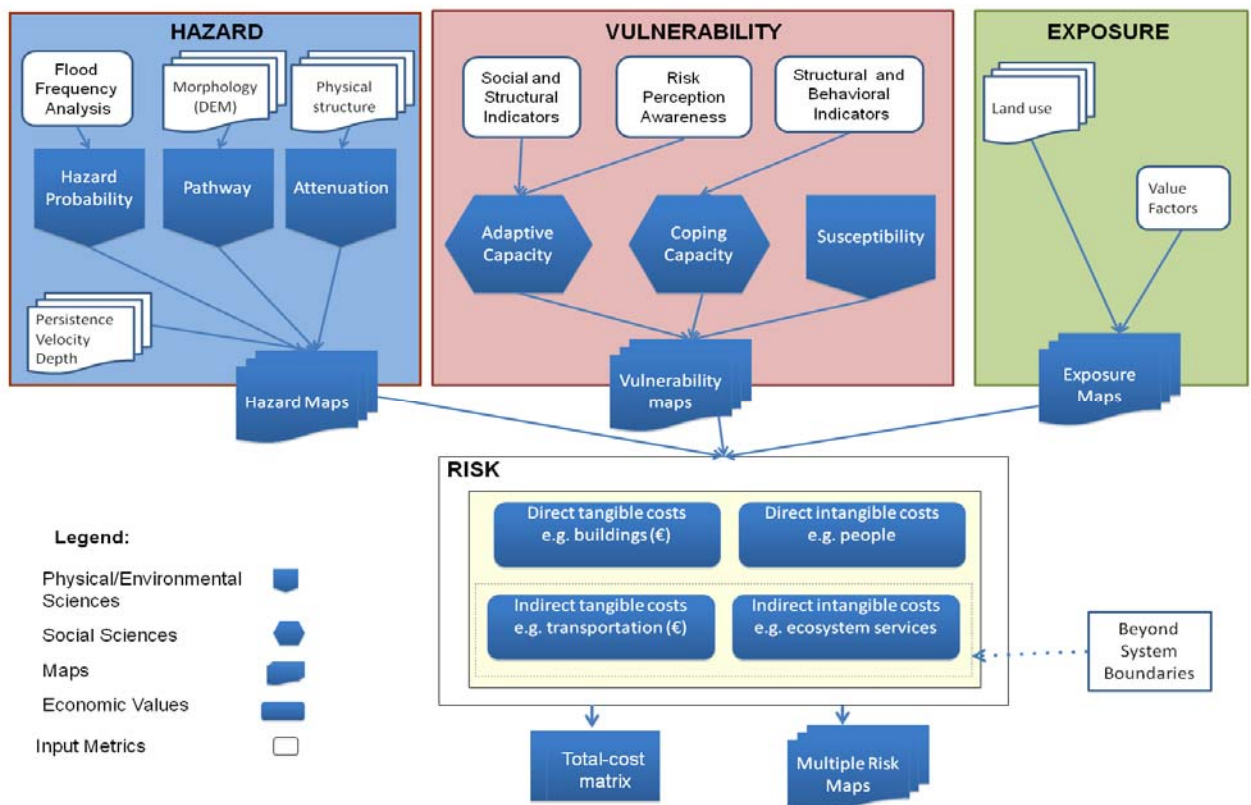 HAZARD
Flood
Frequency
Analysis
Morphology
(DEM)
Physical
structure
Hazard
Probability
Pathway
Attenuation
Persistence
Velocity
Depth
Hazard Maps
VULNERABILITY
Social and
Structural
Indicators
Risk
Perception
Awareness
Structural and
Behavioral
Indicators
Adaptive
Capacity
Coping
Capacity
Susceptibility
Vulnerability
maps
EXPOSURE
Land use
Value
Factors
Exposure
Maps
RISK
Direct tangible costs
e.g. buildings (€)
Direct intangible costs
e.g. people
Indirect tangible costs
e.g. transportation (€)
Indirect intangible costs
e.g. ecosystem services
Beyond
System
Boundaries
Total-cost
matrix
Multiple Risk
Maps
Legend:
Physical/Environmental
Sciences
Social Sciences
Maps
Economic Values
Input Metrics